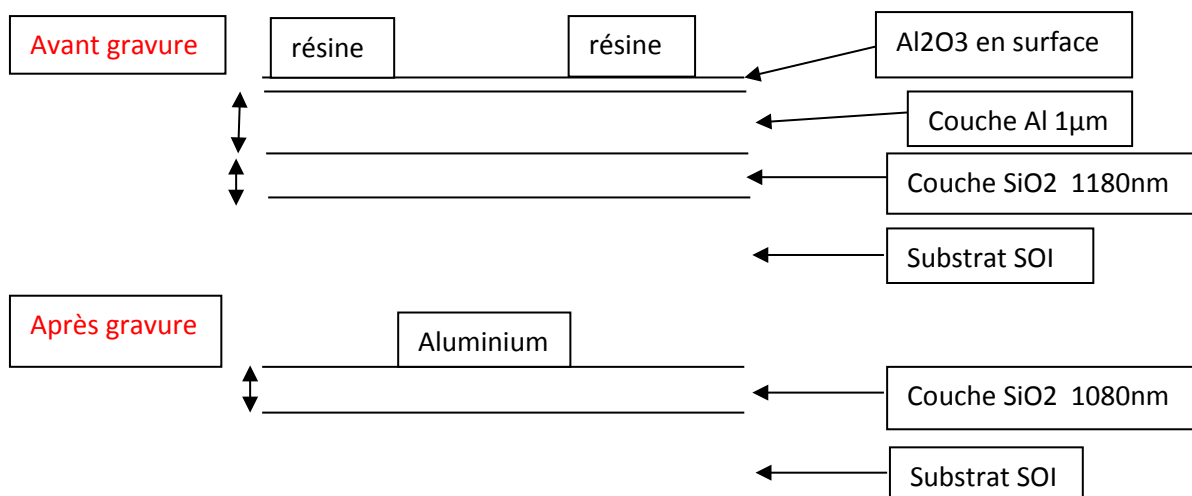 Avant gravure
résine
résine
Al2O3 en surface
Couche Al 1µm
Couche SiO2 1180nm
Substrat SOI
Après gravure
Aluminium
Couche SiO2 1080nm
Substrat SOI